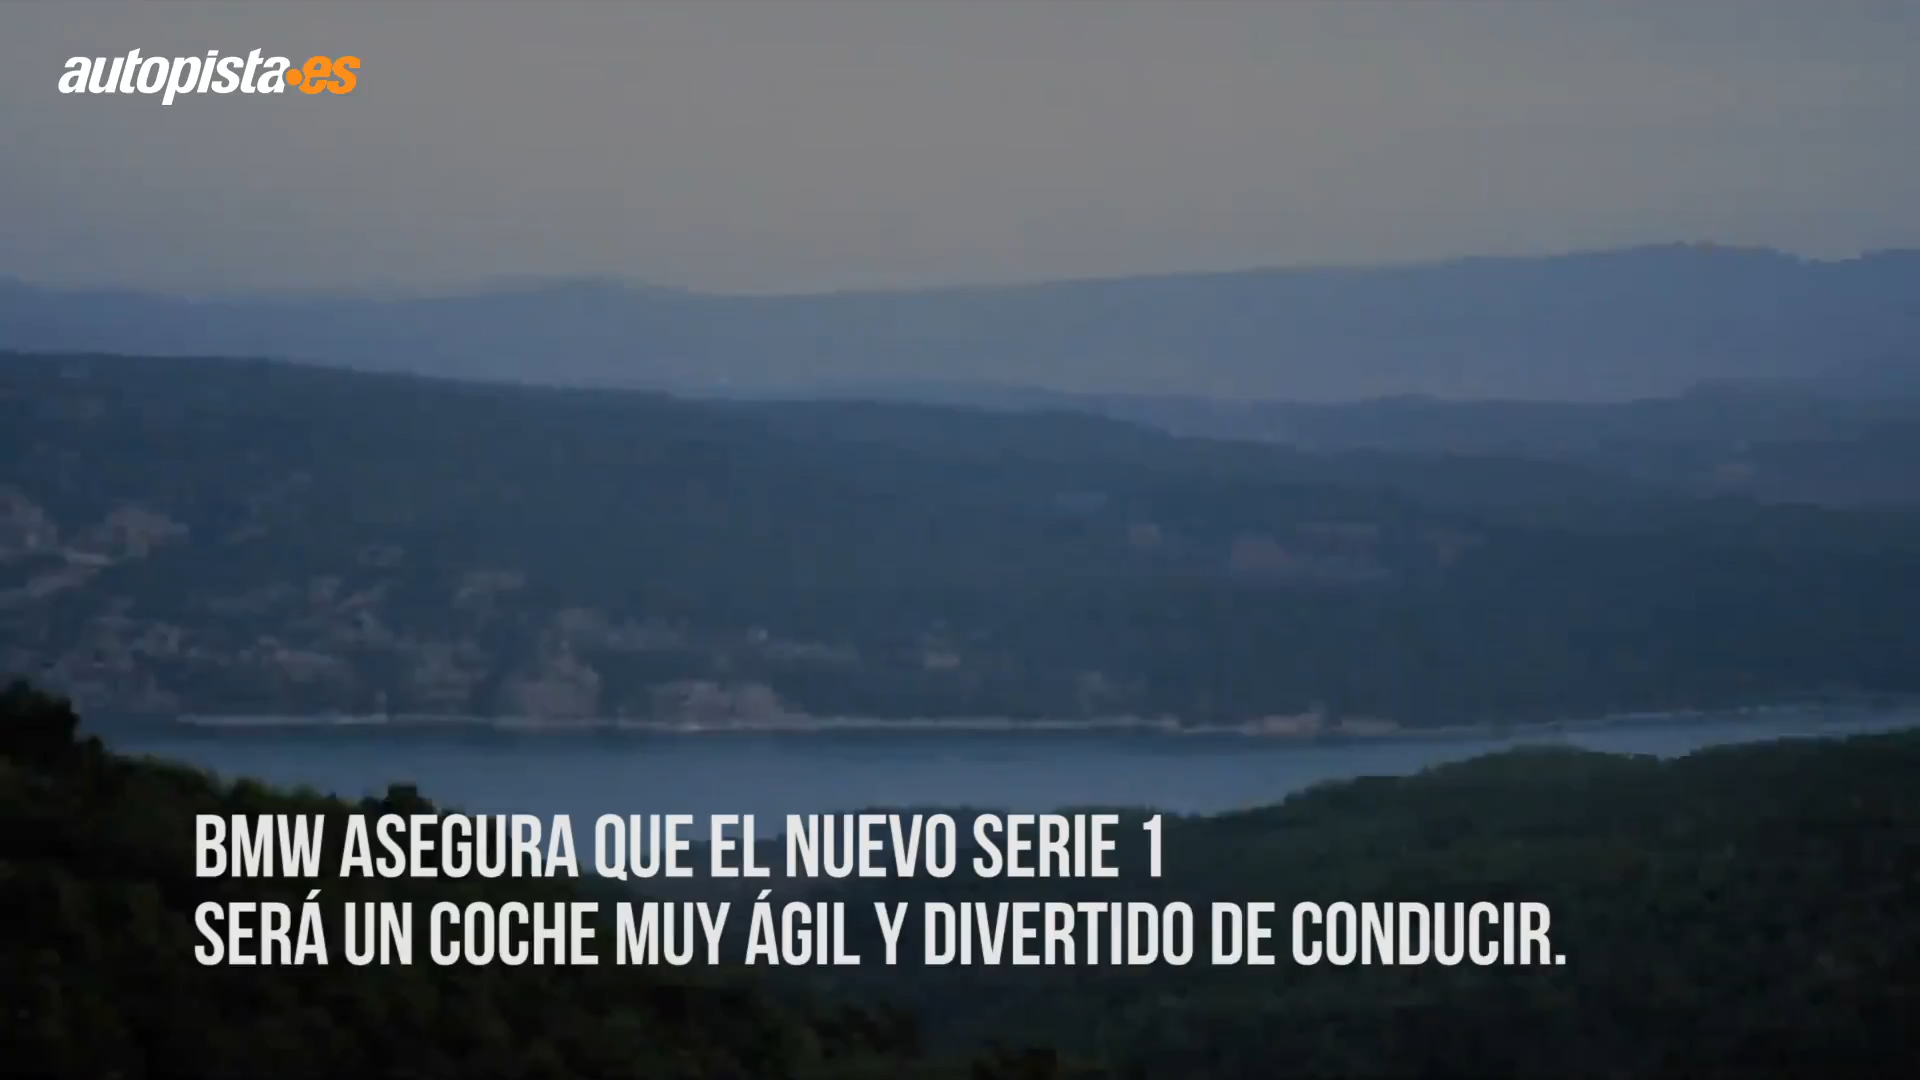 autopista.es
BMW ASEGURA QUE EL NUEVO SERIE 1
SERÁ UN COCHE MUY ÁGIL Y DIVERTIDO DE CONDUCIR.